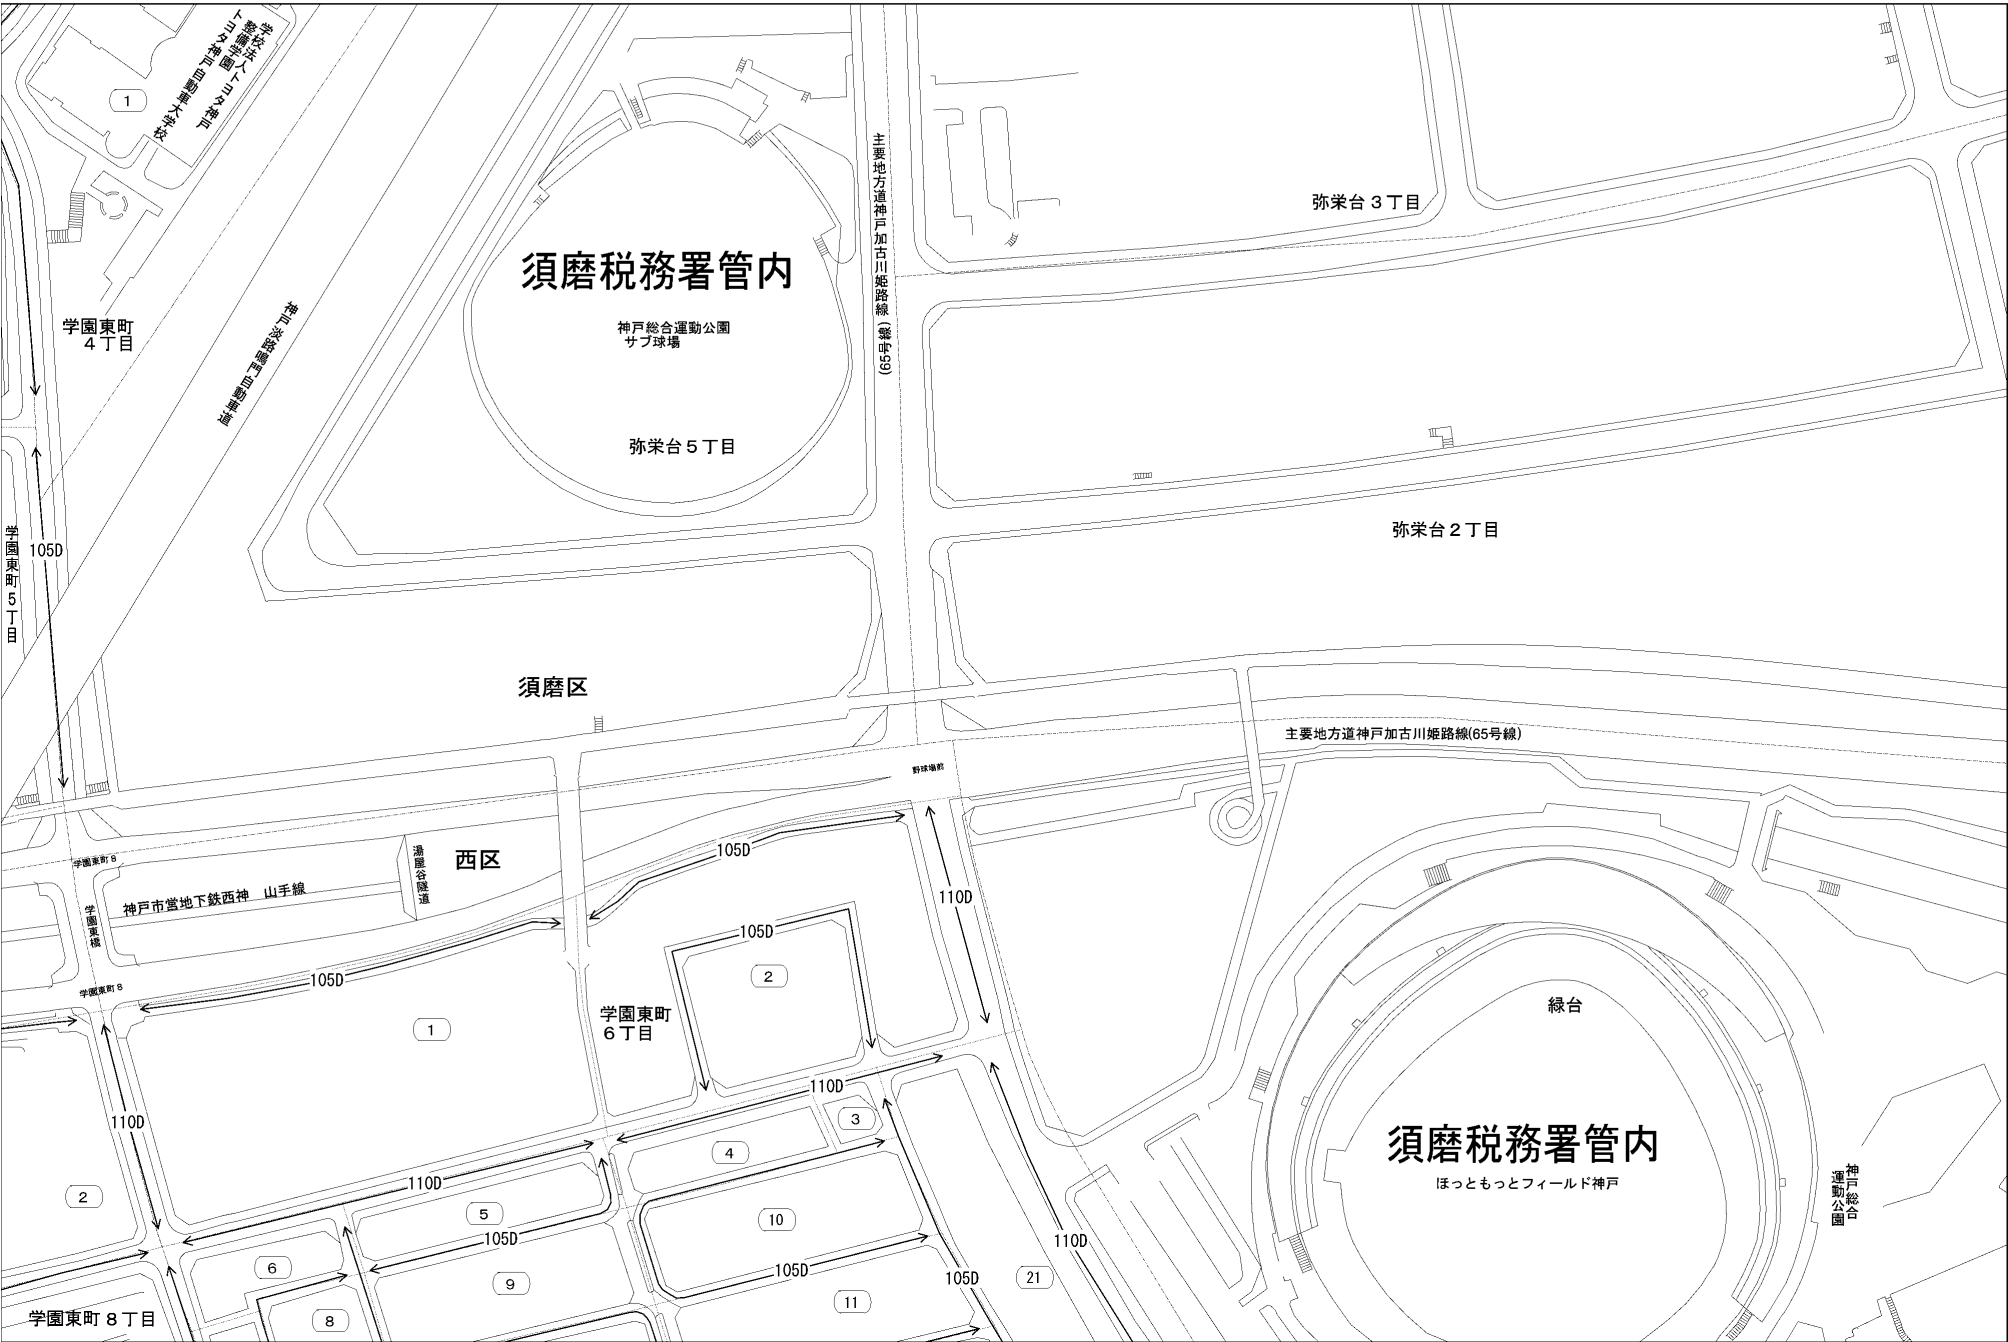 学校法人トヨタ神戸
整備学園
トヨタ神戸自動車大学校
1
主要地方道神戸加古川姫路線(65号線)
弥栄台3丁目
須磨税務署管内
神戸総合運動公園
サブ球場
学園東町
4丁目
神戸淡路鳴門自動車道
弥栄台5丁目
弥栄台2丁目
学園東町5丁目
105D
須磨区
主要地方道神戸加古川姫路線(65号線)
野球場前
学園東町8
湯屋谷隧道
西区
105D
神戸市営地下鉄西神 山手線
学園東橋
110D
105D
2
105D
学園東町8
1
学園東町
6丁目
緑台
110D
110D
3
4
須磨税務署管内
ほっともっとフィールド神戸
神戸総合
運動公園
2
110D
5
10
105D
110D
6
9
105D
105D
21
学園東町8丁目
8
11